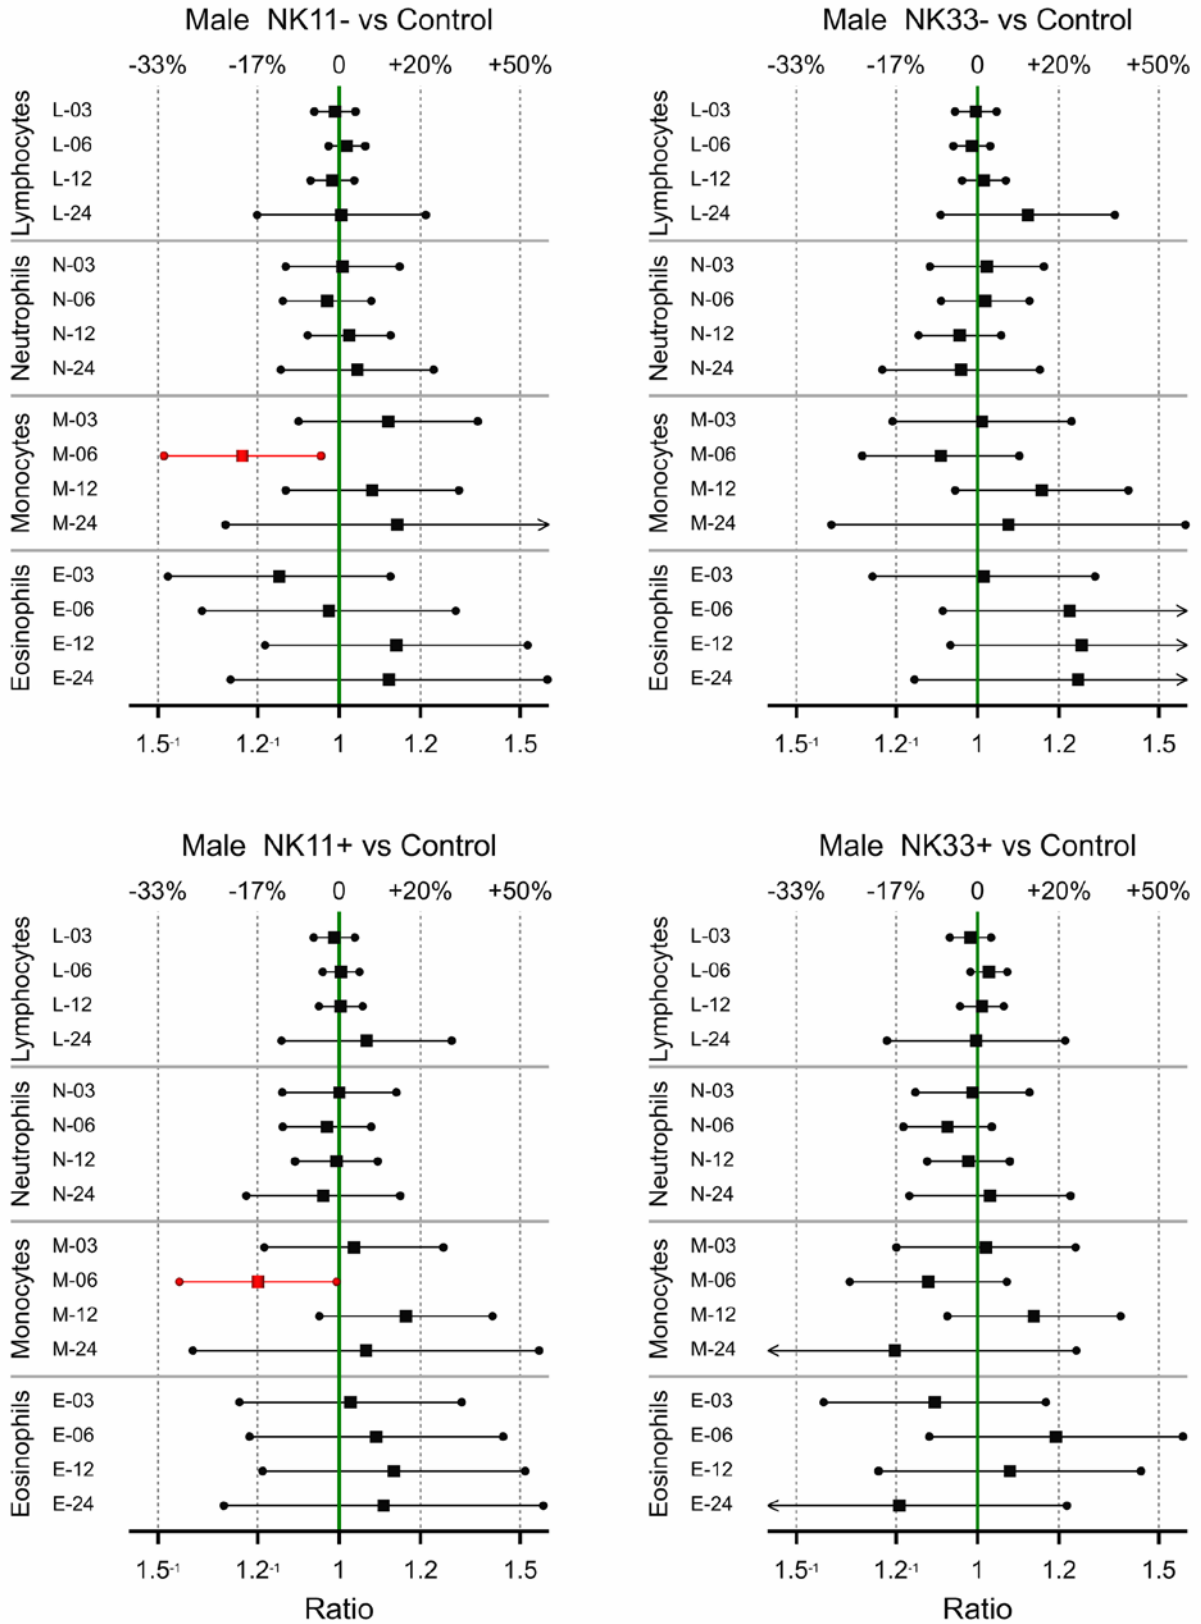 Male NK11- vs Control
-33% -17% 0 +20% +50%
Lymphocytes
L-03
L-06
L-12
L-24
Neutrophils
N-03
N-06
N-12
N-24
Monocytes
M-03
M-06
M-12
M-24
Eosinophils
E-03
E-06
E-12
E-24
1.5-1 1.2-1 1 1.2 1.5
Male NK33- vs Control
-33% -17% 0 +20% +50%
Lymphocytes
L-03
L-06
L-12
L-24
Neutrophils
N-03
N-06
N-12
N-24
Monocytes
M-03
M-06
M-12
M-24
Eosinophils
E-03
E-06
E-12
E-24
1.5-1 1.2-1 1 1.2 1.5
Male NK11+ vs Control
-33% -17% 0 +20% +50%
Lymphocytes
L-03
L-06
L-12
L-24
Neutrophils
N-03
N-06
N-12
N-24
Monocytes
M-03
M-06
M-12
M-24
Eosinophils
E-03
E-06
E-12
E-24
1.5-1 1.2-1 1 1.2 1.5
Ratio
Male NK33+ vs Control
-33% -17% 0 +20% +50%
Lymphocytes
L-03
L-06
L-12
L-24
Neutrophils
N-03
N-06
N-12
N-24
Monocytes
M-03
M-06
M-12
M-24
Eosinophils
E-03
E-06
E-12
E-24
1.5-1 1.2-1 1 1.2 1.5
Ratio